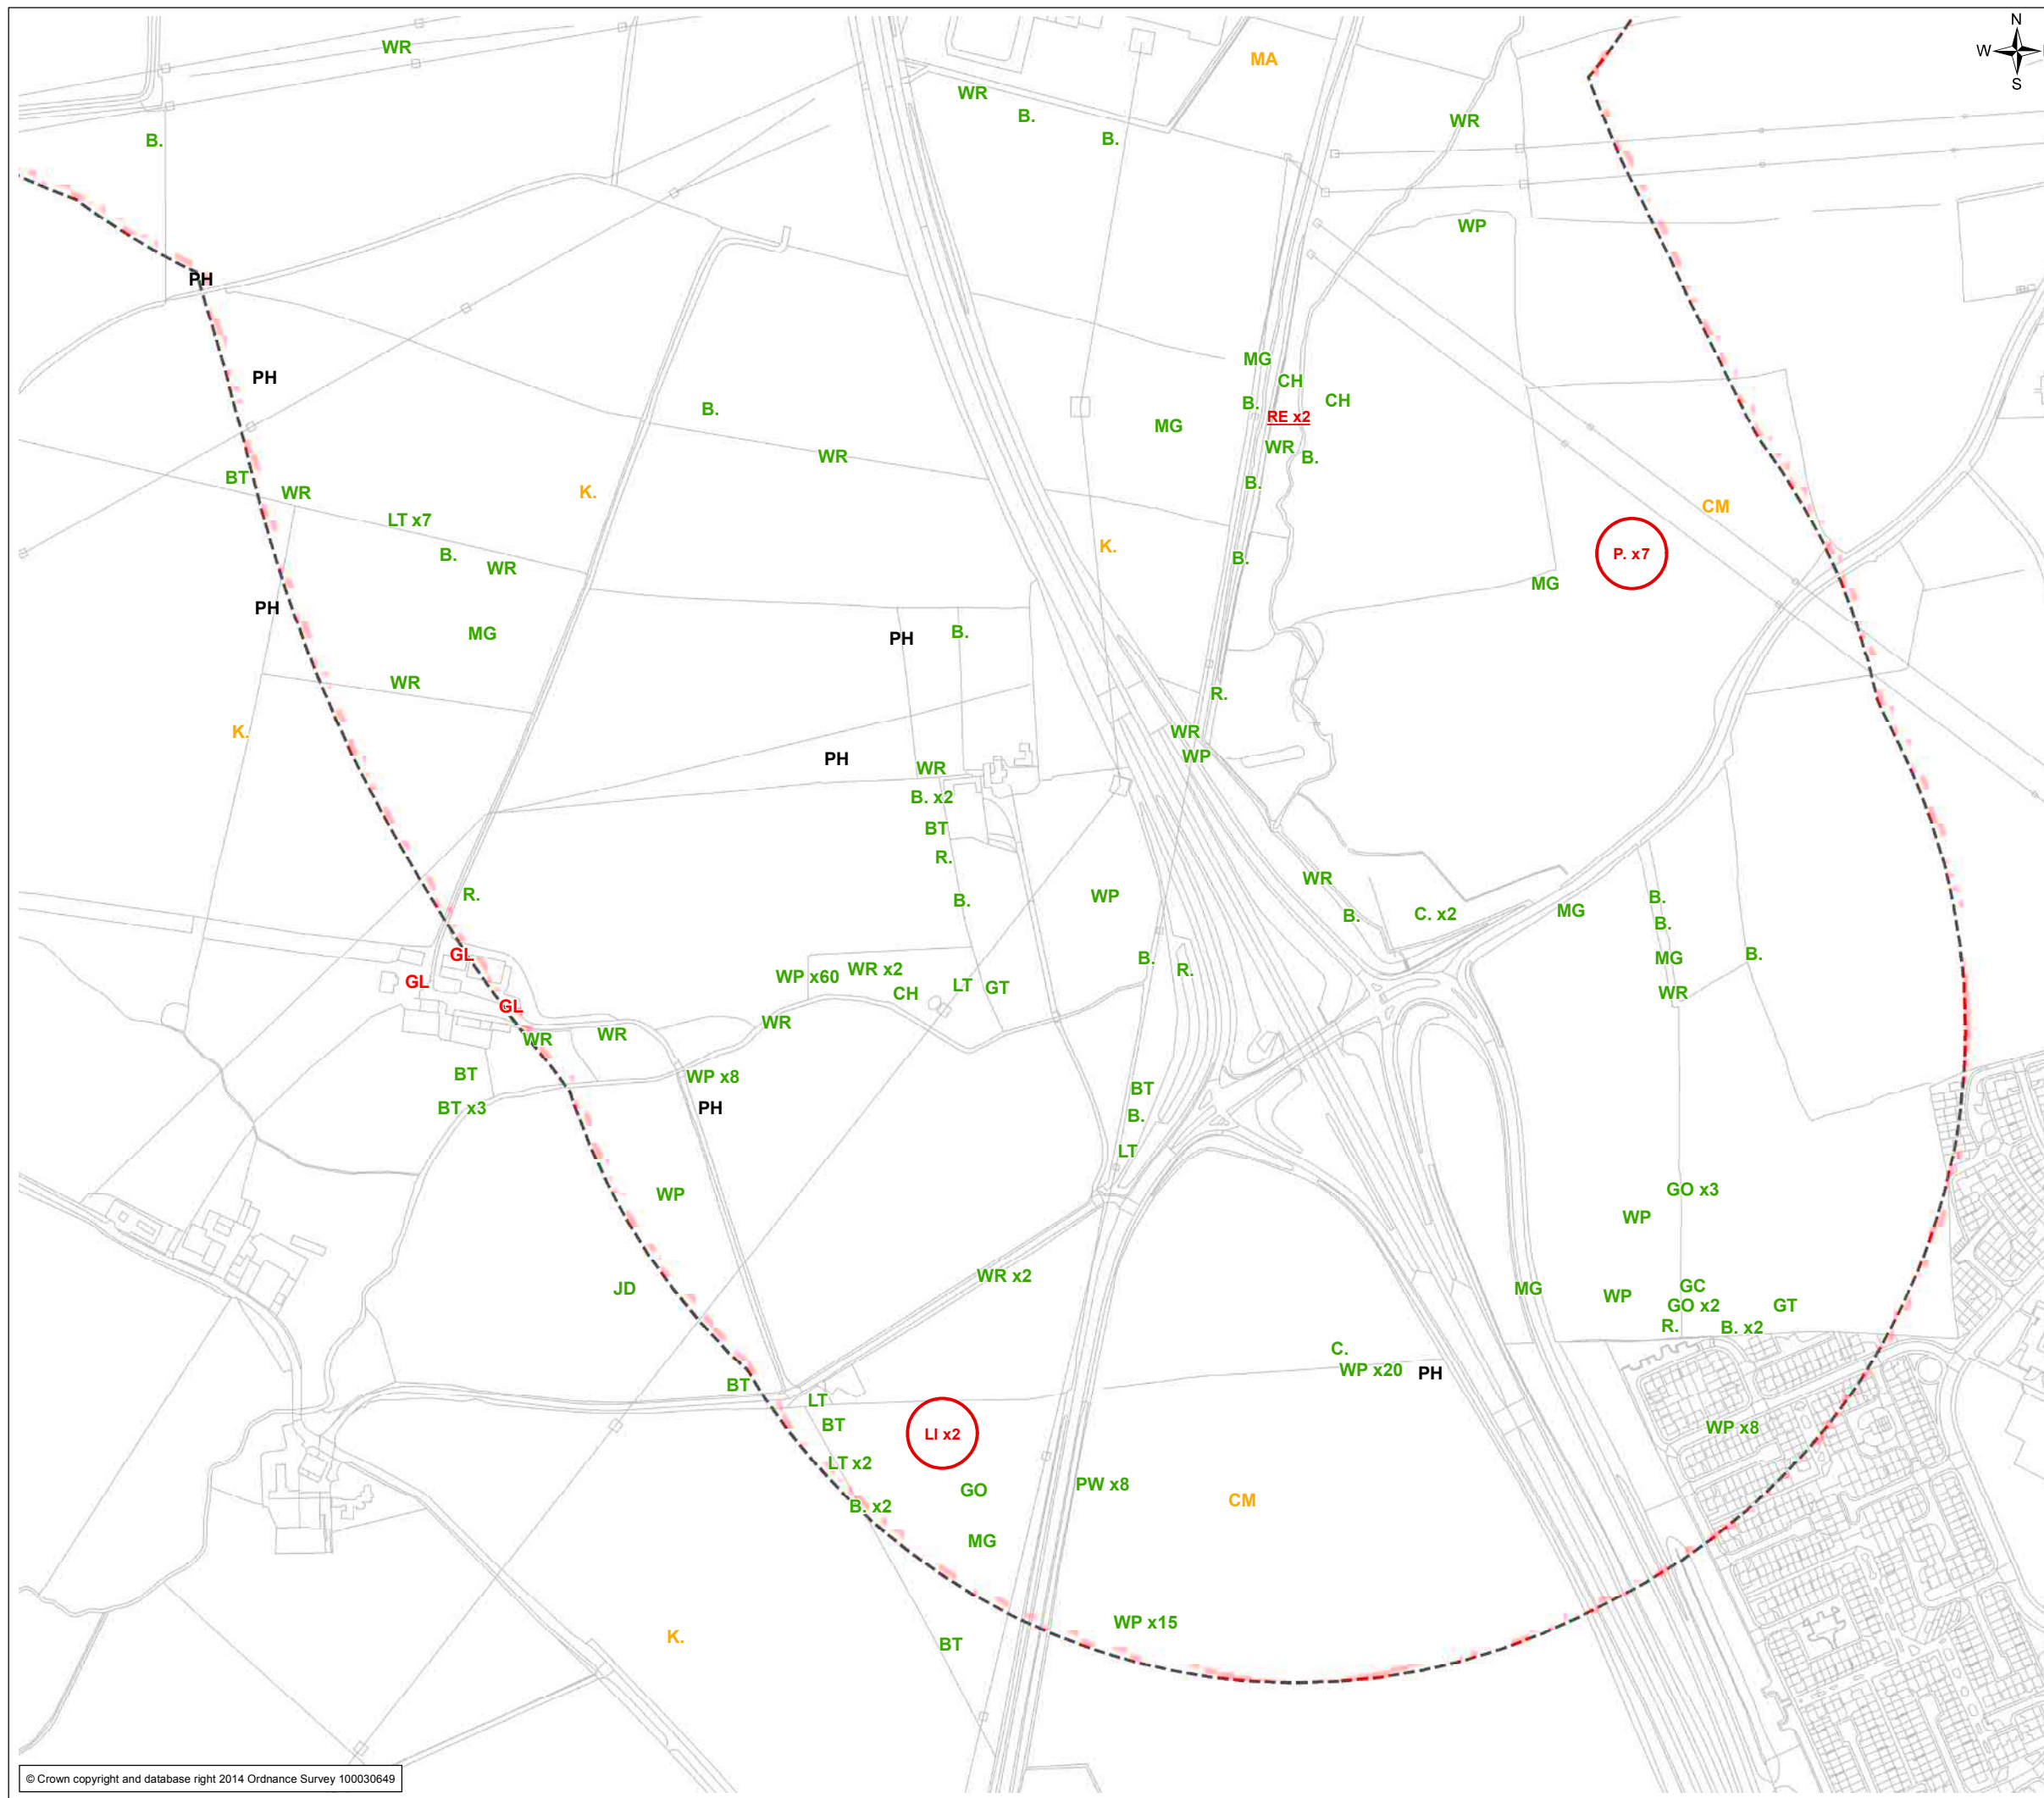 N
W
S
WR
MA
WR
B.
B.
WR
B.
WP
PH
MG
PH
CH
CH
B.
B.
RE x2
MG
WR
WR
B.
BT
B.
WR
K.
CM
LT x7
K.
B.
P. x7
B.
WR
MG
PH
MG
B.
PH
WR
R.
K.
WR
WP
PH
WR
B. x2
BT
R.
WR
R.
WP
B.
B.
MG
C. x2
B.
B.
GL
B.
MG
B.
R.
WR x2
WP x60
GL
LT
GT
CH
WR
GL
WR
WR
WR
BT
WP x8
BT
BT x3
PH
B.
LT
GO x3
WP
WP
WR x2
JD
MG
GC
WP
GO x2
GT
R.
B. x2
C.
WP x20
PH
BT
LT
BT
WP x8
LI x2
LT x2
PW x8
GO
CM
B. x2
MG
WP x15
K.
BT
© Crown copyright and database right 2014 Ordnance Survey 100030649